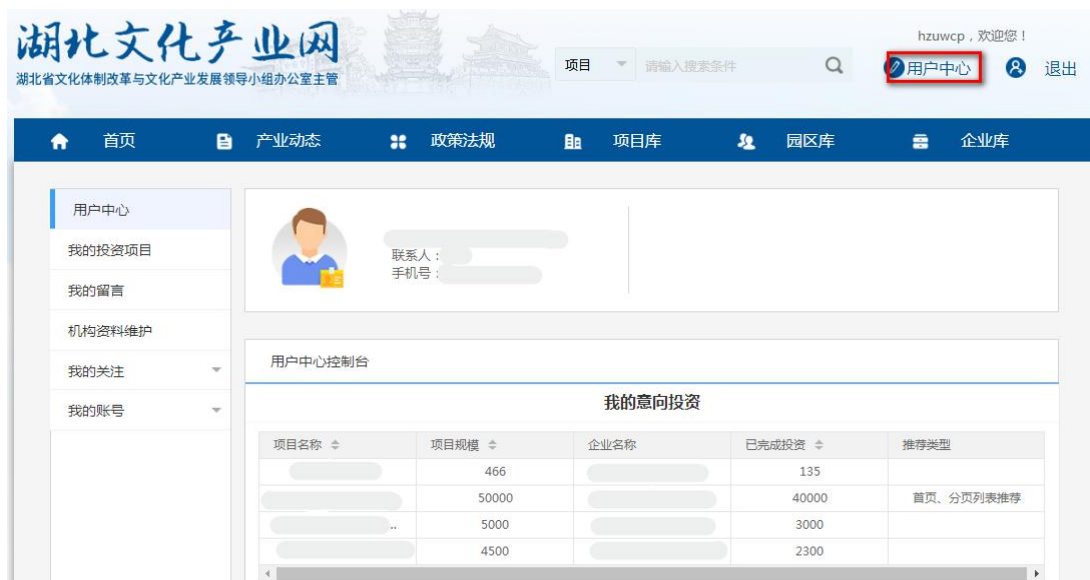 湖北文化产业网
湖北省文化体制改革与文化产业发展领导小组办公室主管
hzuwcp，欢迎您！
项目 请输入搜索条件 用户中心 退出
首页 产业动态 政策法规 项目库 园区库 企业库
用户中心
我的投资项目
我的留言
机构资料维护
我的关注
我的账号
联系人：
手机号：
用户中心控制台
我的意向投资
项目名称 项目规模 企业名称 已完成投资 推荐类型
466 135
50000 40000 首页、分页列表推荐
.. 5000 3000
4500 2300